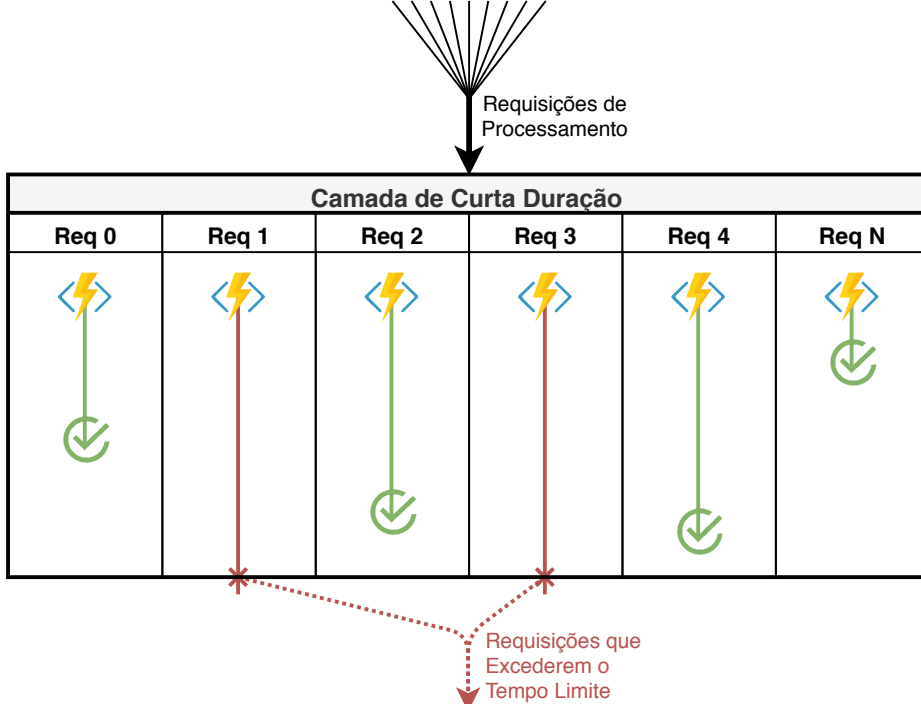 Requisições de
Processamento
Camada de Curta Duração
Req 0
Req 1
Req 2
Req 3
Req 4
Req N
Requisições que
Excederem o
Tempo Limite